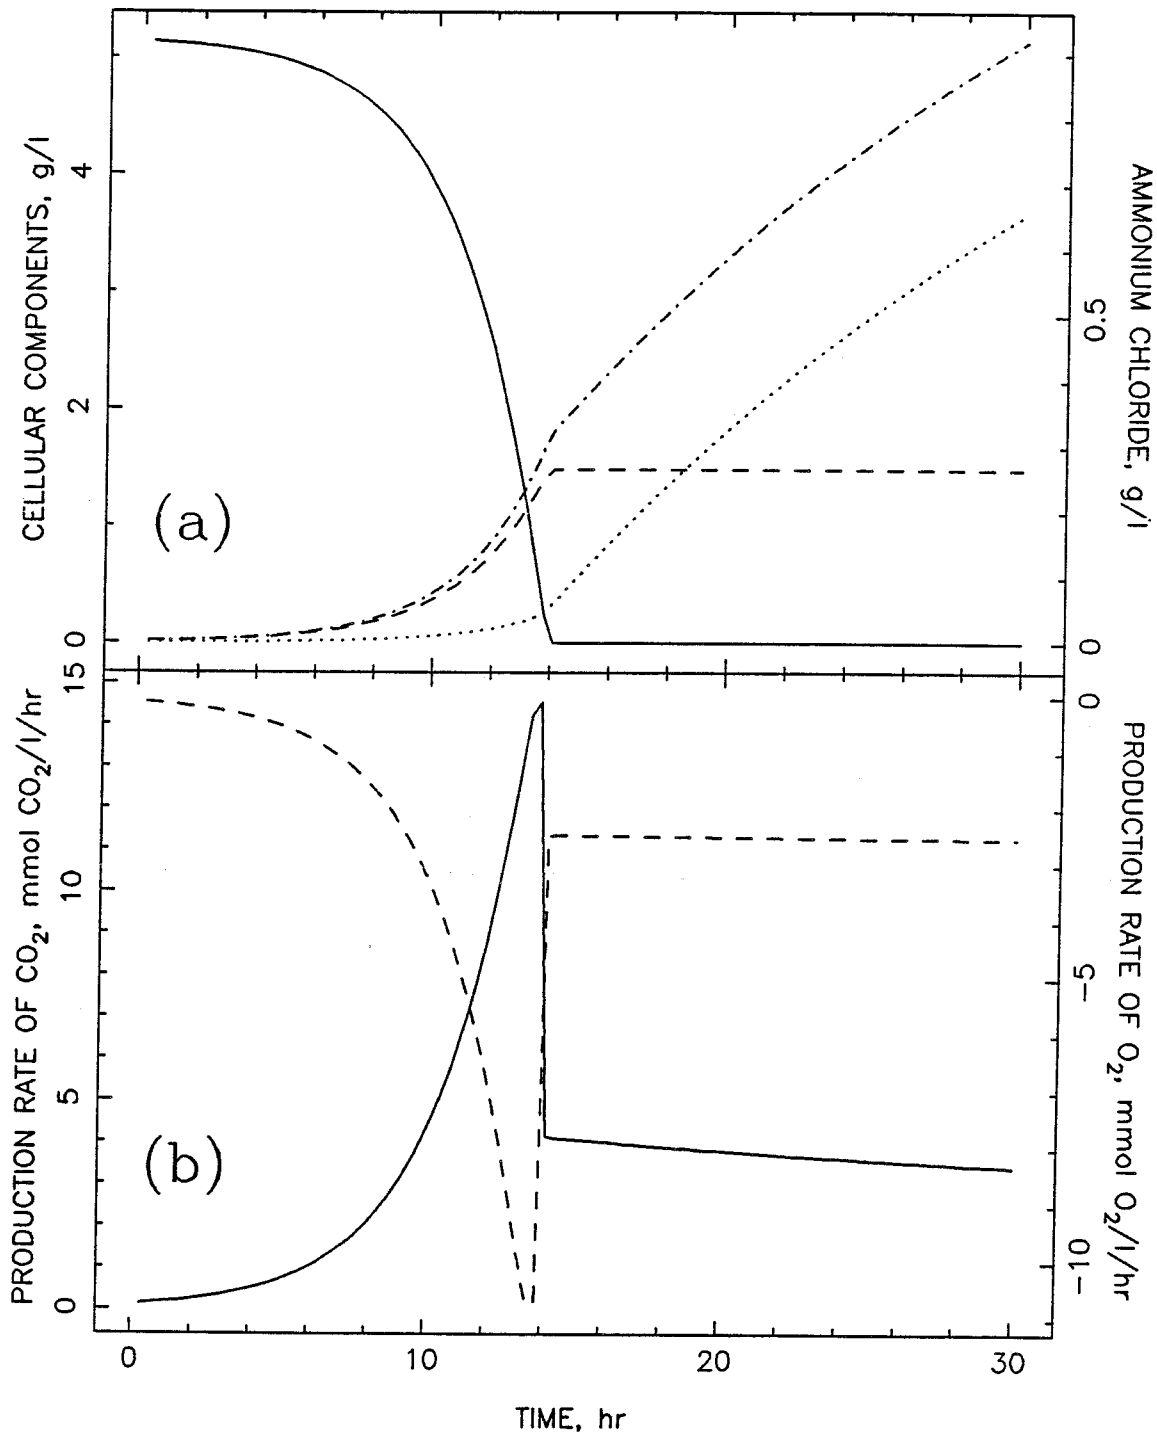 CELLULAR COMPONENTS, g/l
4
2
0
(a)
AMMONIUM CHLORIDE, g/l
0.5
0
PRODUCTION RATE OF CO₂, mmol CO₂/l/hr
15
10
5
0
(b)
PRODUCTION RATE OF O₂, mmol O₂/l/hr
0
-5
-10
0 10 20 30
TIME, hr